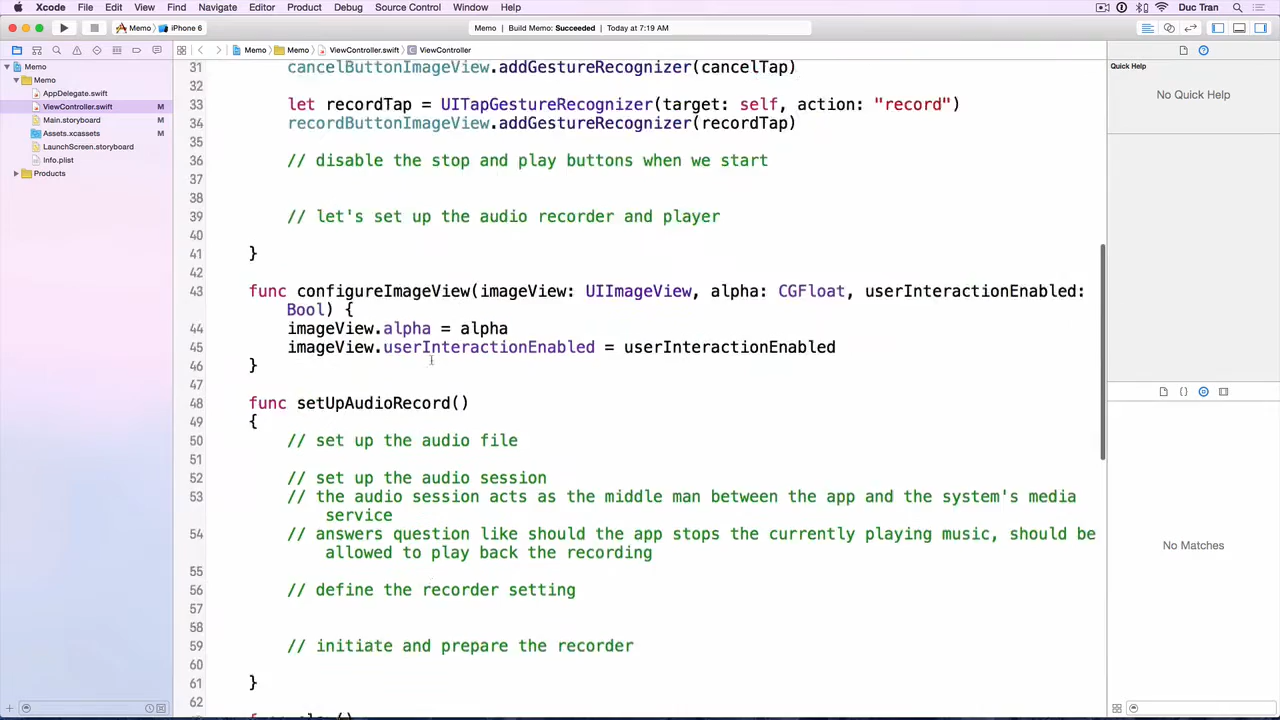 Xcode File Edit View Find Navigate Editor Product Debug Source Control Window Help Duc Tran
Memo iPhone 6 Memo | Build Memo: Succeeded | Today at 7:19 AM
Memo Memo ViewController.swift ViewController
Memo
Memo
AppDelegate.swift
ViewController.swift M
Main.storyboard M
Assets.xcassets M
LaunchScreen.storyboard
Info.plist
Products
31 cancelButtonImageView.addGestureRecognizer(cancelTap)
32
33 let recordTap = UITapGestureRecognizer(target: self, action: "record")
34 recordButtonImageView.addGestureRecognizer(recordTap)
35
36 // disable the stop and play buttons when we start
37
38
39 // let's set up the audio recorder and player
40
41 }
42
43 func configureImageView(imageView: UIImageView, alpha: CGFloat, userInteractionEnabled:
Bool) {
44 imageView.alpha = alpha
45 imageView.userInteractionEnabled = userInteractionEnabled
46 }
47
48 func setUpAudioRecord()
49 {
50 // set up the audio file
51
52 // set up the audio session
53 // the audio session acts as the middle man between the app and the system's media
service
54 // answers question like should the app stops the currently playing music, should be
allowed to play back the recording
55
56 // define the recorder setting
57
58
59 // initiate and prepare the recorder
60
61 }
62
Quick Help
No Quick Help
No Matches